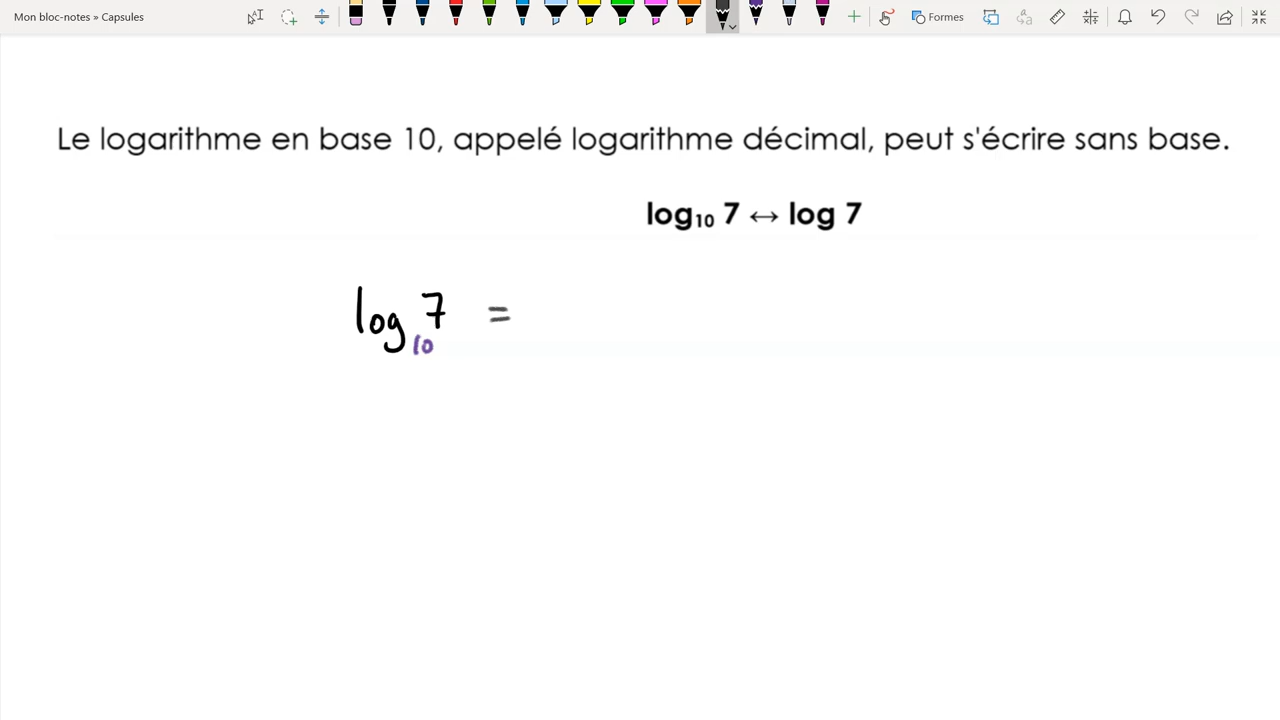 Mon bloc-notes » Capsules Formes
Le logarithme en base 10, appelé logarithme décimal, peut s'écrire sans base.
log₁₀ 7 ↔ log 7
log₁₀ 7 =